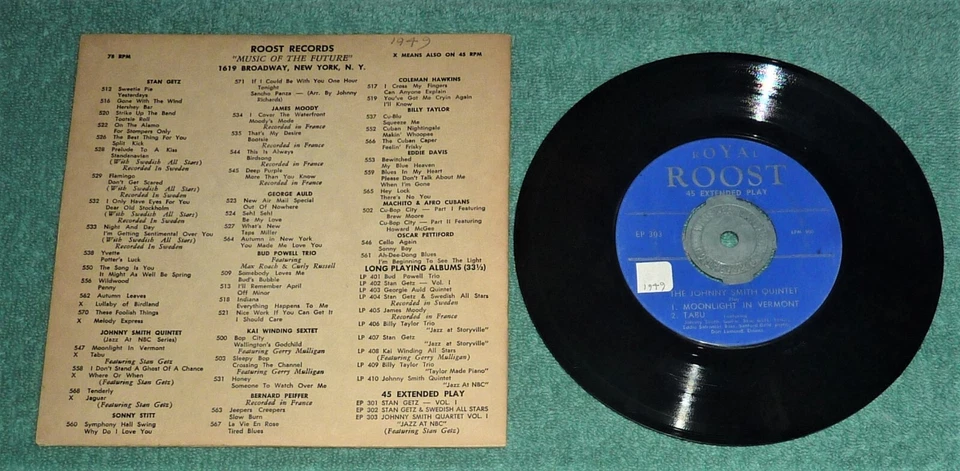 1949
78 RPM
ROOST RECORDS
"MUSIC OF THE FUTURE"
1619 BROADWAY, NEW YORK, N. Y.
X MEANS ALSO ON 45 RPM
STAN GETZ
512 Sweetie Pie
Yesterdays
516 Gone With The Wind
Hershey Bar
520 Strike Up The Band
Tootsie Roll
522 On The Alamo
For Stompers Only
526 The Best Thing For You
Split Kick
528 Prelude To A Kiss
Standanavian
(With Swedish All Stars)
Recorded In Sweden
529 Flamingo
Don't Get Scared
(With Swedish All Stars)
Recorded In Sweden
532 I Only Have Eyes For You
Dear Old Stockholm
(With Swedish All Stars)
Recorded In Sweden
533 Night And Day
I'm Getting Sentimental Over You
(With Swedish All Stars)
Recorded In Sweden
538 Yvette
Potter's Luck
550 The Song Is You
It Might As Well Be Spring
556 Wildwood
Penny
562 Autumn Leaves
X Lullaby of Birdland
570 These Foolish Things
X Melody Express
JOHNNY SMITH QUINTET
(Jazz At NBC Series)
547 Moonlight In Vermont
X Tabu
(Featuring Stan Getz)
558 I Don't Stand A Ghost Of A Chance
X Where Or When
(Featuring Stan Getz)
568 Tenderly
X Jaguar
(Featuring Stan Getz)
SONNY STITT
560 Symphony Hall Swing
Why Do I Love You
571 If I Could Be With You One Hour
Tonight
Sancho Panza — (Arr. By Johnny
Richards)
JAMES MOODY
534 I Cover The Waterfront
Moody's Mode
Recorded in France
535 That's My Desire
Bootsie
Recorded in France
544 This Is Always
Birdsong
Recorded in France
545 Deep Purple
More Than You Know
Recorded in France
GEORGE AULD
523 New Air Mail Special
Out Of Nowhere
524 Seh! Seh!
Be My Love
527 What's New
Taps Miller
564 Autumn in New York
You Made Me Love You
BUD POWELL TRIO
Featuring
Max Roach & Curly Russell
509 Somebody Loves Me
Bud's Bubble
513 I'll Remember April
Off Minor
518 Indiana
Everything Happens To Me
521 Nice Work If You Can Get It
I Should Care
KAI WINDING SEXTET
500 Bop City
Wallington's Godchild
Featuring Gerry Mulligan
503 Sleepy Bop
Crossing The Channel
Featuring Gerry Mulligan
531 Honey
Someone To Watch Over Me
BERNARD PEIFFER
Recorded in France
563 Jeepers Creepers
Slow Burn
567 La Vie En Rose
Tired Blues
COLEMAN HAWKINS
517 I Cross My Fingers
Can Anyone Explain
519 You've Got Me Cryin Again
I'll Know
BILLY TAYLOR
537 Cu-Blu
Squeeze Me
552 Cuban Nightingale
Makin' Whoopee
566 The Cuban Caper
Feelin' Frisky
EDDIE DAVIS
553 Bewitched
My Blue Heaven
559 Blues In My Heart
Please Don't Talk About Me
When I'm Gone
565 Hey Lock
There's No You
MACHITO & AFRO CUBANS
502 Cu-Bop City — Part I Featuring
Brew Moore
Cu-Bop City — Part II Featuring
Howard McGee
OSCAR PETTIFORD
546 Cello Again
Sonny Boy
561 Ah-Dee-Dong Blues
I'm Beginning To See The Light
LONG PLAYING ALBUMS (33⅓)
LP 401 Bud Powell Trio
LP 402 Stan Getz — Vol. I
LP 403 Georgie Auld Quintet
LP 404 Stan Getz & Swedish All Stars
Recorded in Sweden
LP 405 James Moody
Recorded in France
LP 406 Billy Taylor Trio
"Jazz at Storyville"
LP 407 Stan Getz
"Jazz at Storyville"
LP 408 Kai Winding All Stars
(Featuring Gerry Mulligan)
LP 409 Billy Taylor Trio
"Taylor Made Piano"
LP 410 Johnny Smith Quintet
"Jazz At NBC"
45 EXTENDED PLAY
EP 301 STAN GETZ — VOL. I
EP 302 STAN GETZ & SWEDISH ALL STARS
EP 303 JOHNNY SMITH QUARTET VOL. I
"JAZZ AT NBC"
(Featuring Stan Getz)
ROYAL
ROOST
45 EXTENDED PLAY
EP 303
1949
THE JOHNNY SMITH QUINTET
1. MOONLIGHT IN VERMONT
2. TABU